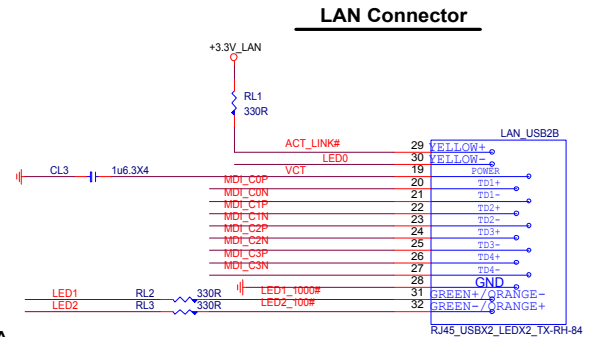 LAN Connector
+3.3V_LAN
RL1
330R
LAN_USB2B
ACT_LINK# 29 YELLOW+
LED0 30 YELLOW-
CL3 1u6.3X4 VCT 19 POWER
MDI_C0P 20 TD1+
MDI_C0N 21 TD1-
MDI_C1P 22 TD2+
MDI_C1N 23 TD2-
MDI_C2P 24 TD3+
MDI_C2N 25 TD3-
MDI_C3P 26 TD4+
MDI_C3N 27 TD4-
28 GND
LED1 RL2 330R LED1_1000# 31 GREEN+/ORANGE-
LED2 RL3 330R LED2_100# 32 GREEN-/ORANGE+
RJ45_USBX2_LEDX2_TX-RH-84